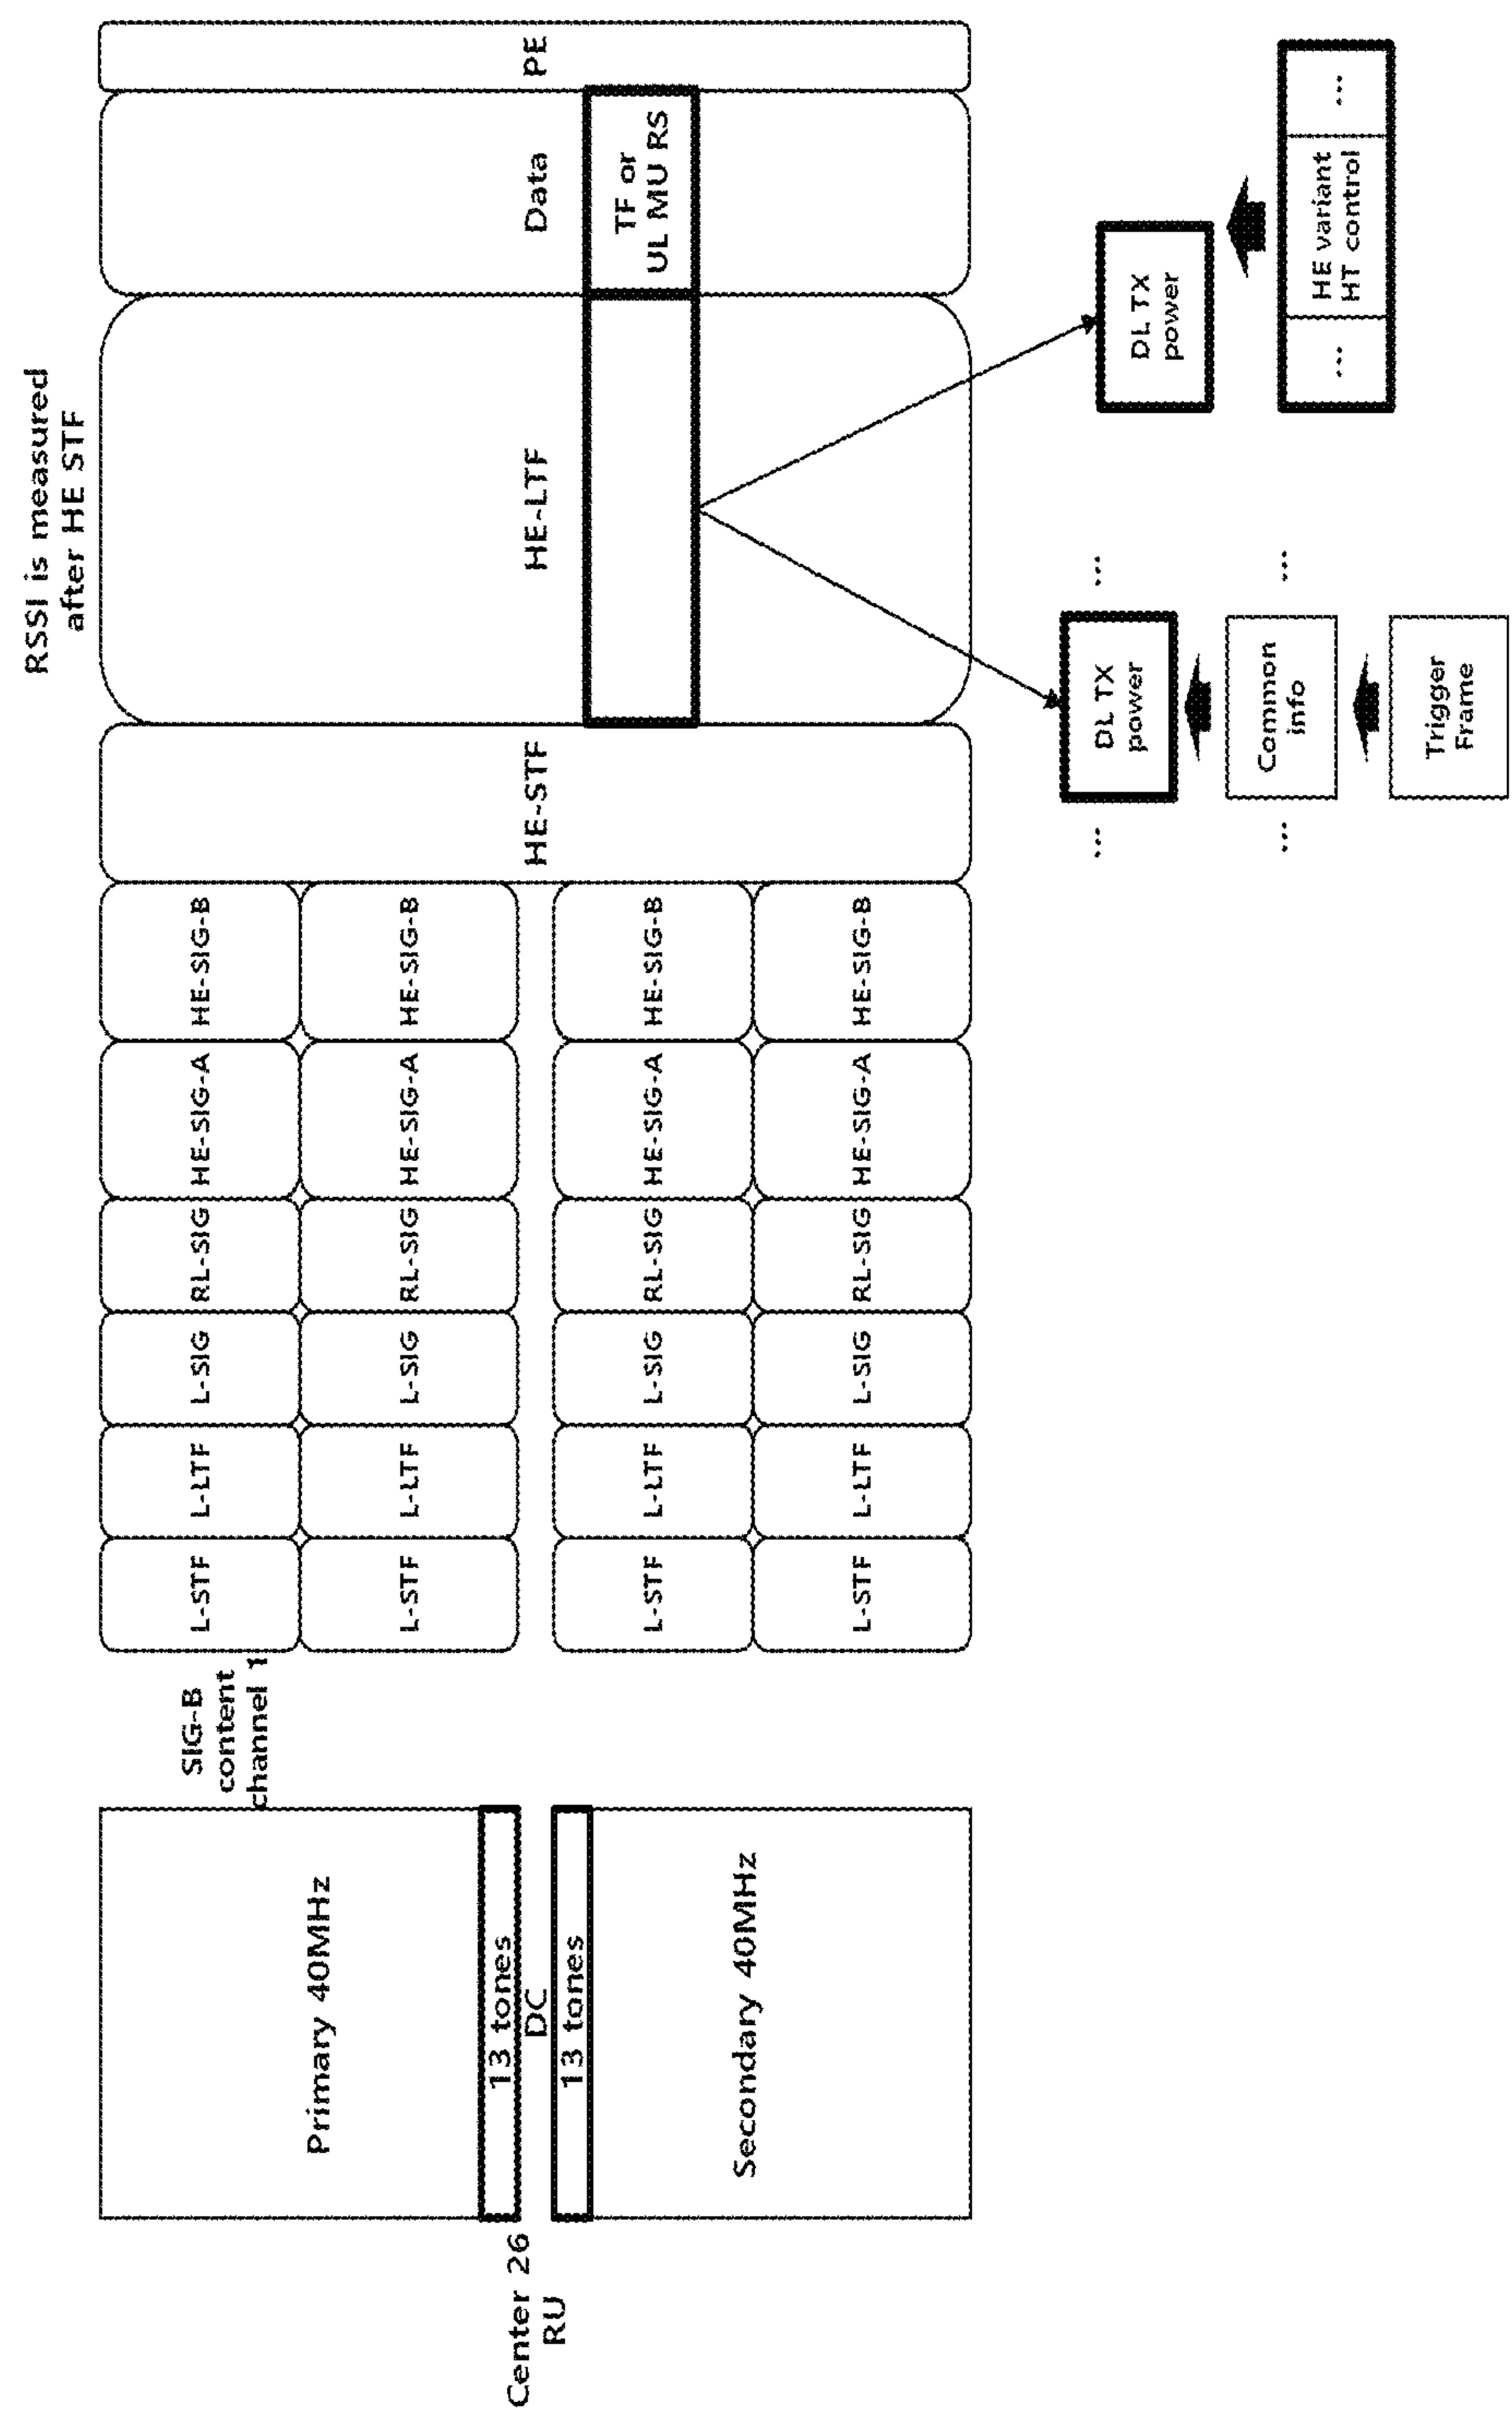 RSSI is measured
after HE STF
SIG-B
content
channel 1
Primary 40MHz
L-STF
L-LTF
L-SIG
RL-SIG
HE-SIG-A
HE-SIG-B
L-STF
L-LTF
L-SIG
RL-SIG
HE-SIG-A
HE-SIG-B
Center 26
RU
13 tones
DC
13 tones
HE-STF
HE-LTF
Data
PE
TF or
UL MU RS
Secondary 40MHz
L-STF
L-LTF
L-SIG
RL-SIG
HE-SIG-A
HE-SIG-B
L-STF
L-LTF
L-SIG
RL-SIG
HE-SIG-A
HE-SIG-B
...
DL TX
power
...
DL TX
power
...
Common
info
...
...
HE variant
HT control
...
Trigger
Frame